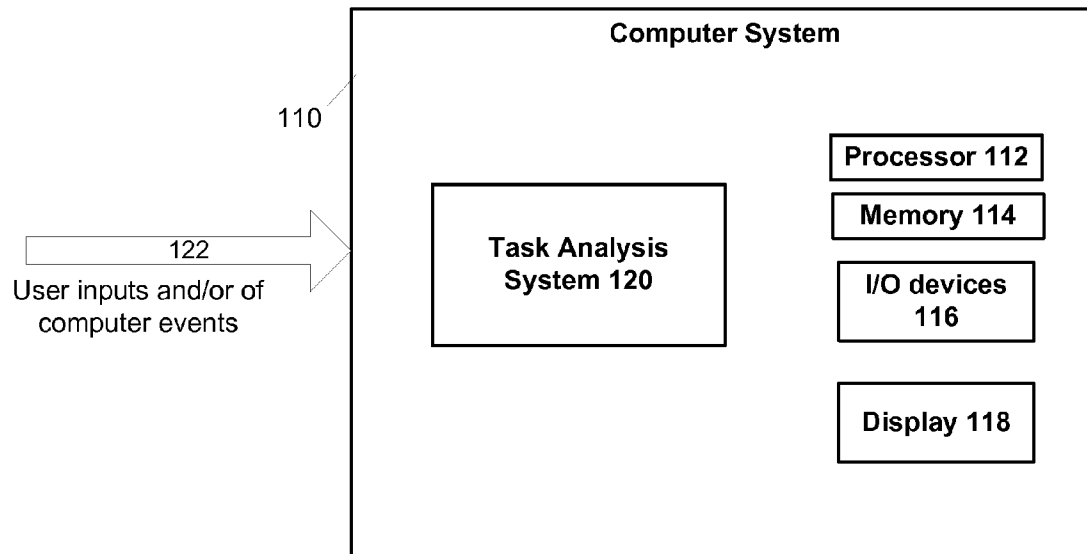 Computer System
110
Processor 112
Memory 114
122
Task Analysis
System 120
User inputs and/or of
computer events
I/O devices
116
Display 118